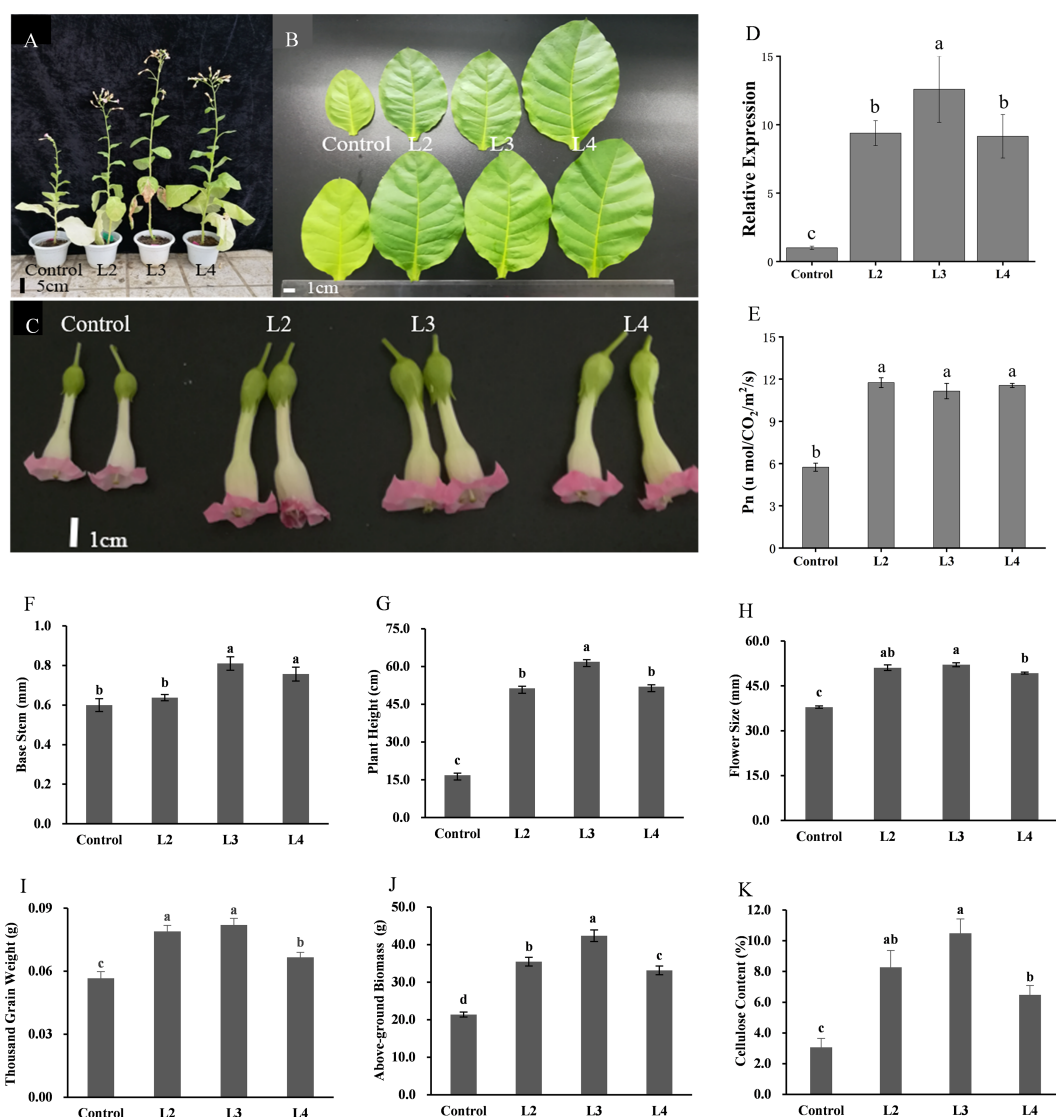 A
Control
L2
L3
L4
5cm
B
Control
L2
L3
L4
1cm
C
Control
L2
L3
L4
1cm
D
Relative Expression
15
10
5
0
c
b
a
b
Control
L2
L3
L4
E
Pn (u mol/CO₂/m²/s)
15
12
9
6
3
0
b
a
a
a
Control
L2
L3
L4
F
Base Stem (mm)
1.0
0.8
0.6
0.4
0.2
0.0
b
b
a
a
Control
L2
L3
L4
G
Plant Height (cm)
75.0
60.0
45.0
30.0
15.0
0.0
c
b
a
b
Control
L2
L3
L4
H
Flower Size (mm)
60.0
45.0
30.0
15.0
0.0
c
ab
a
b
Control
L2
L3
L4
I
Thousand Grain Weight (g)
0.09
0.06
0.03
0.00
c
a
a
b
Control
L2
L3
L4
J
Above-ground Biomass (g)
50.0
40.0
30.0
20.0
10.0
0.0
d
b
a
c
Control
L2
L3
L4
K
Cellulose Content (%)
12.0
10.0
8.0
6.0
4.0
2.0
0.0
c
ab
a
b
Control
L2
L3
L4